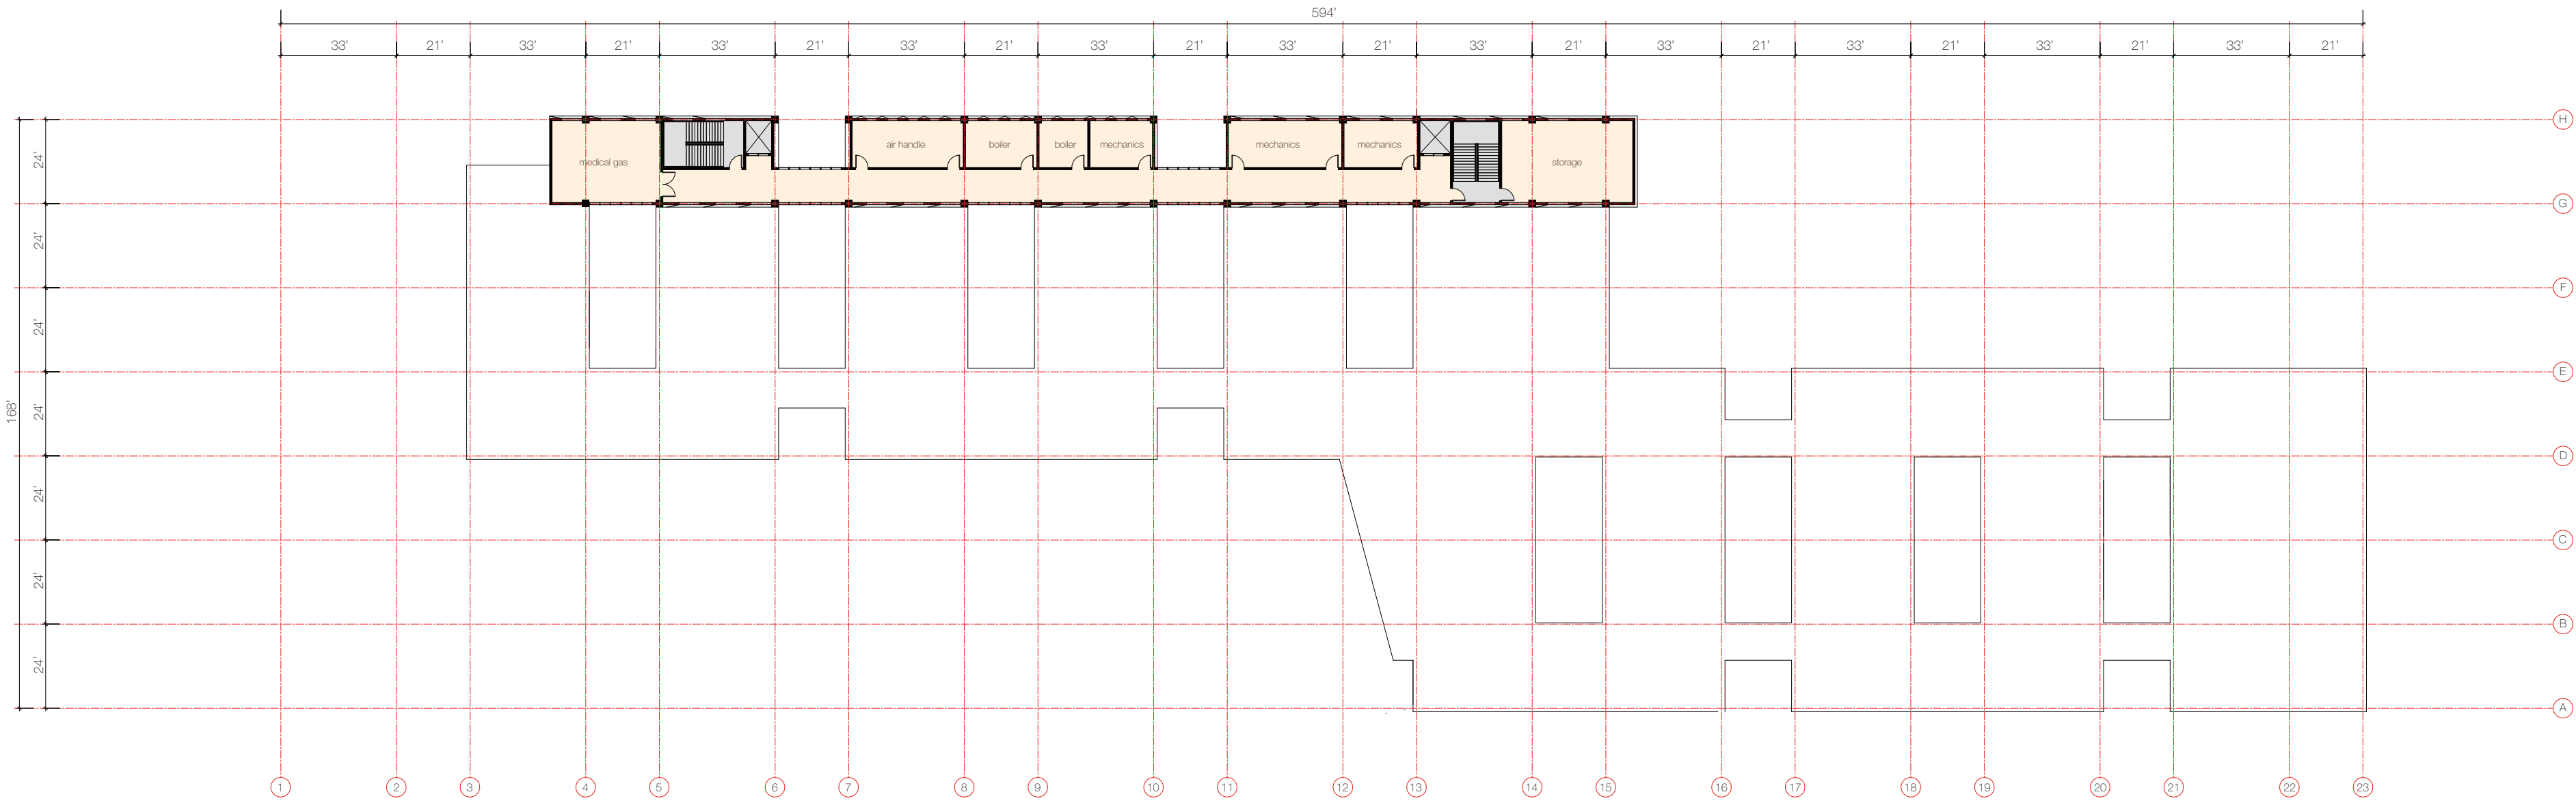 594'
33' 21' 33' 21' 33' 21' 33' 21' 33' 21' 33' 21' 33' 21' 33' 21' 33' 21' 33' 21' 33' 21'
H
24'
medical gas air handle boiler boiler mechanics mechanics mechanics storage
G
24'
F
24'
E
168' 24'
D
24'
C
24'
B
24'
A
1 2 3 4 5 6 7 8 9 10 11 12 13 14 15 16 17 18 19 20 21 22 23